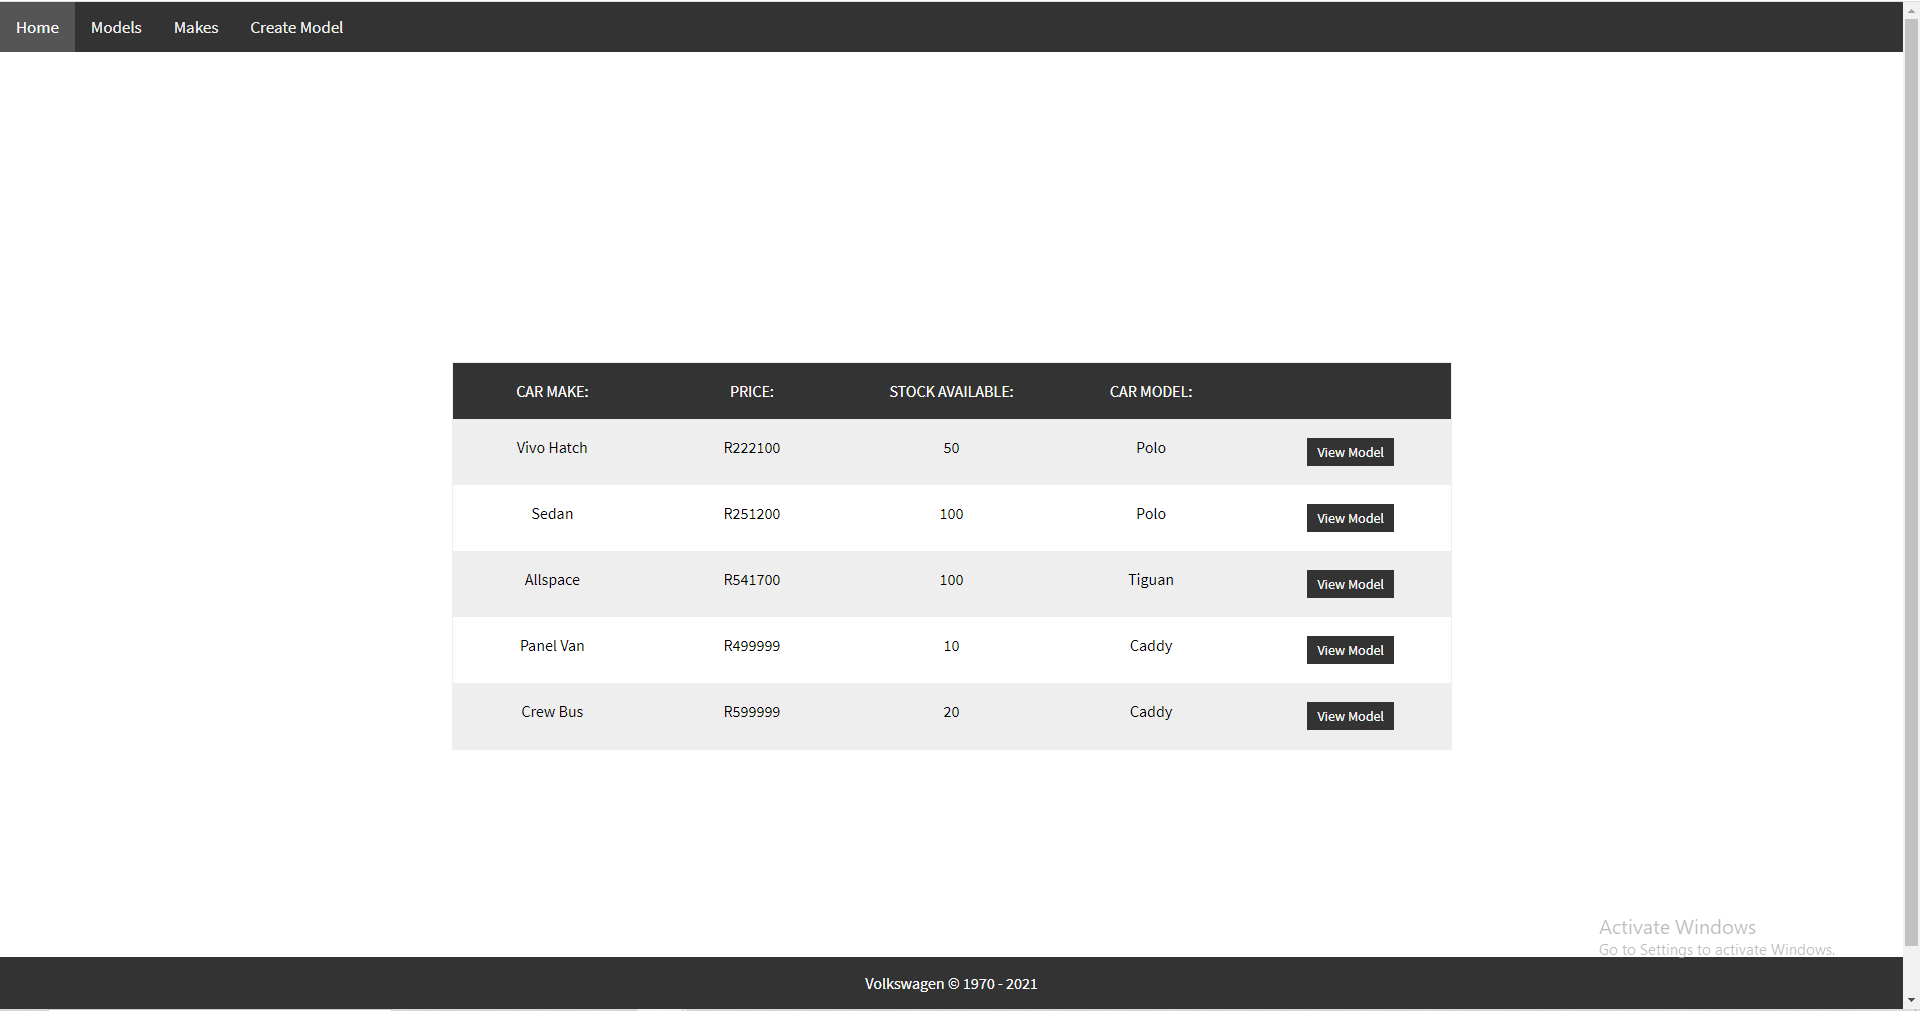 Home Models Makes Create Model
CAR MAKE: PRICE: STOCK AVAILABLE: CAR MODEL:
Vivo Hatch R222100 50 Polo View Model
Sedan R251200 100 Polo View Model
Allspace R541700 100 Tiguan View Model
Panel Van R499999 10 Caddy View Model
Crew Bus R599999 20 Caddy View Model
Activate Windows
Go to Settings to activate Windows.
Volkswagen © 1970 - 2021